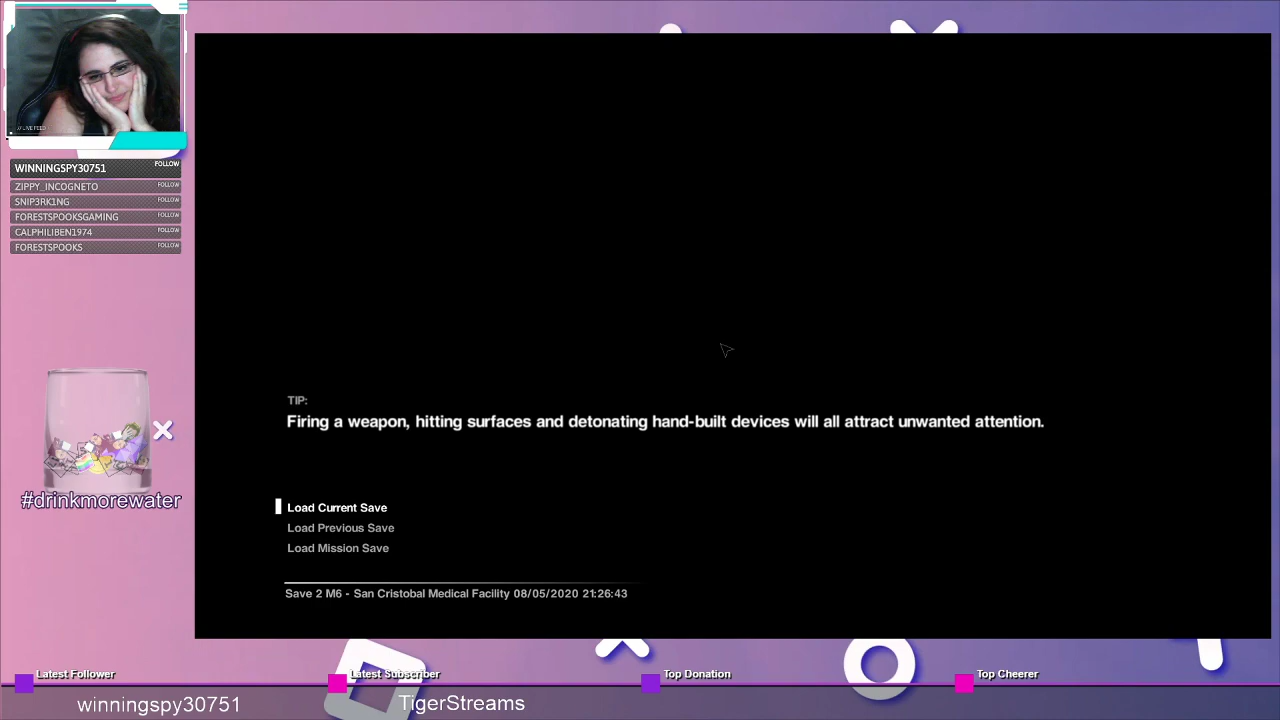 // LIVE FEED
WINNINGSPY30751 FOLLOW
ZIPPY_INCOGNETO FOLLOW
SNIP3RK1NG FOLLOW
FORESTSPOOKSGAMING FOLLOW
CALPHILIBEN1974 FOLLOW
FORESTSPOOKS FOLLOW
#drinkmorewater
TIP:
Firing a weapon, hitting surfaces and detonating hand-built devices will all attract unwanted attention.
Load Current Save
Load Previous Save
Load Mission Save
Save 2 M6 - San Cristobal Medical Facility 08/05/2020 21:26:43
Latest Follower
winningspy30751
Latest Subscriber
TigerStreams
Top Donation
Top Cheerer